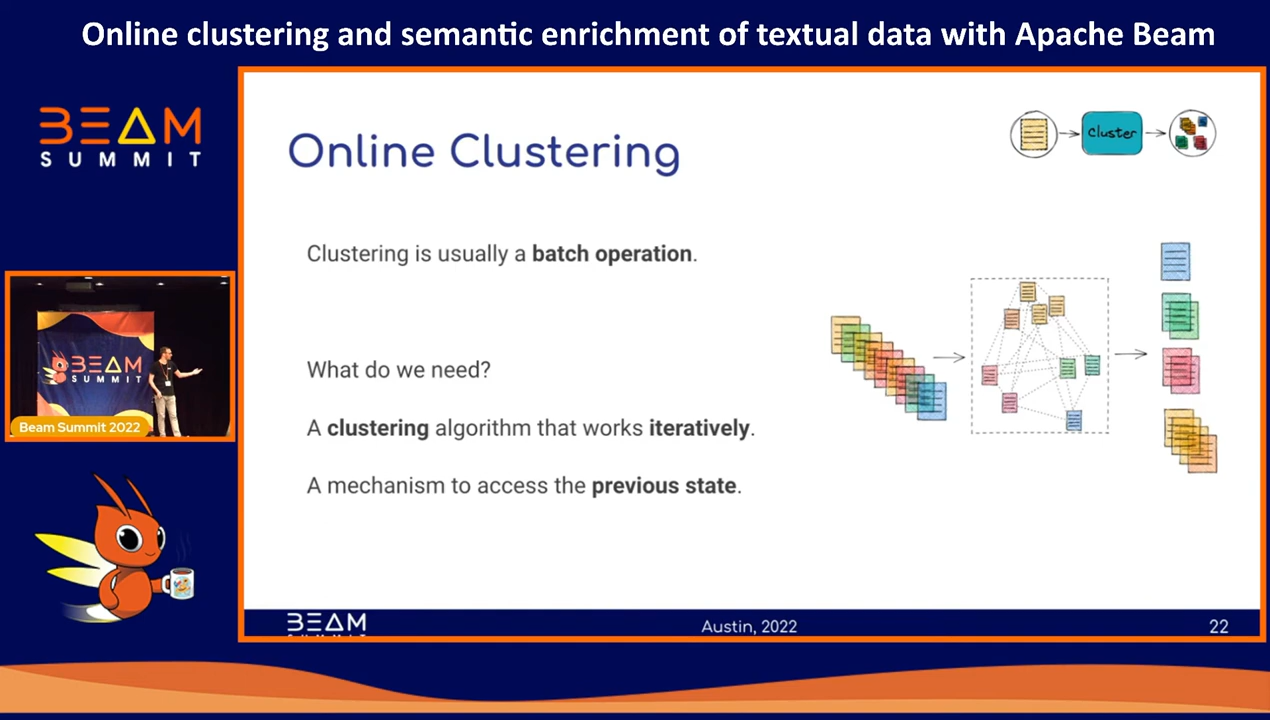 Online clustering and semantic enrichment of textual data with Apache Beam
BEAM
SUMMIT
Online Clustering
Cluster
Clustering is usually a batch operation.
What do we need?
A clustering algorithm that works iteratively.
A mechanism to access the previous state.
BEAM
SUMMIT
Beam Summit 2022
BEAM
Austin, 2022
22